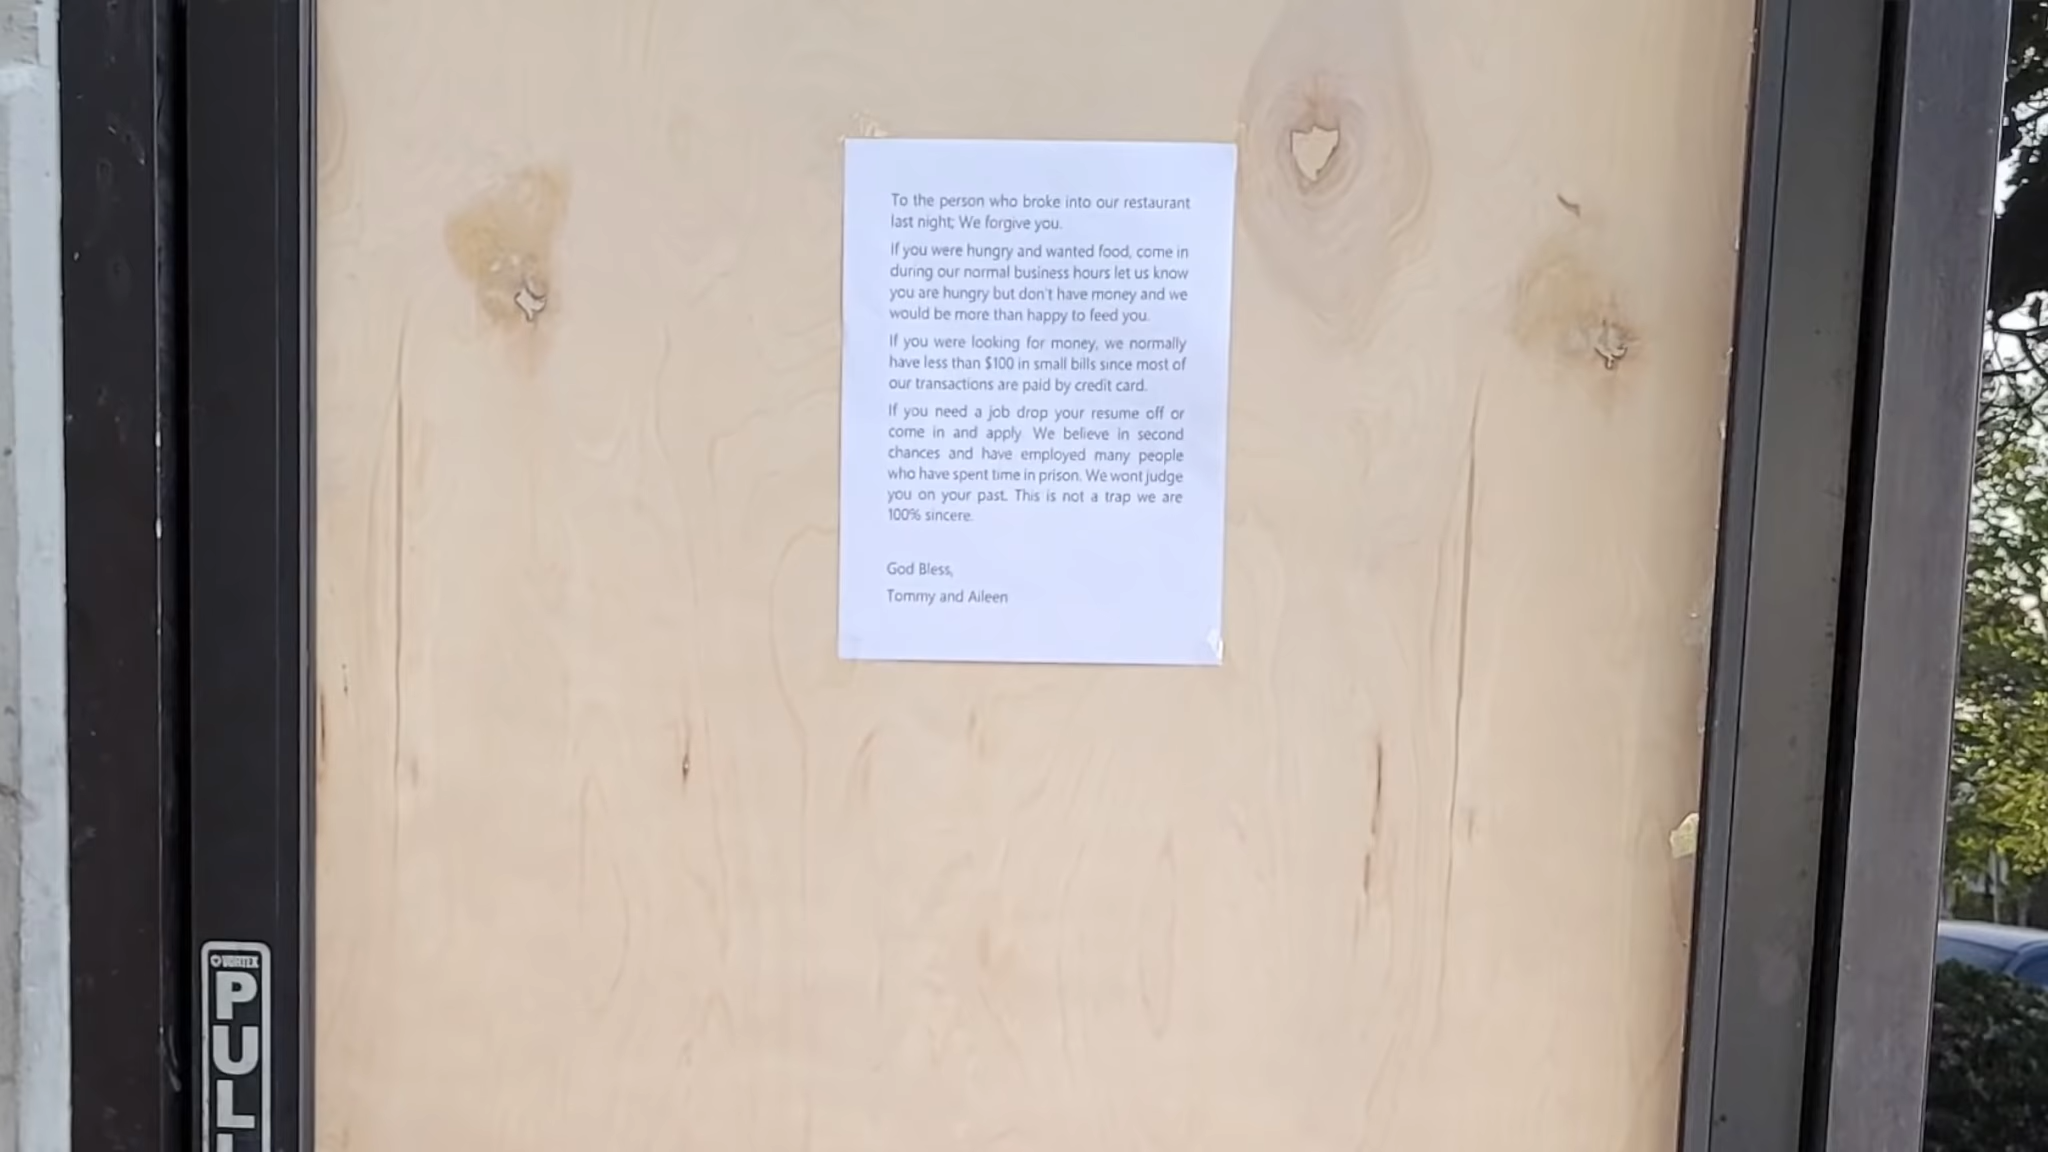 To the person who broke into our restaurant
last night; We forgive you.
If you were hungry and wanted food, come in
during our normal business hours let us know
you are hungry but don't have money and we
would be more than happy to feed you.
If you were looking for money, we normally
have less than $100 in small bills since most of
our transactions are paid by credit card.
If you need a job drop your resume off or
come in and apply. We believe in second
chances and have employed many people
who have spent time in prison. We wont judge
you on your past. This is not a trap we are
100% sincere.
God Bless,
Tommy and Aileen
VORTEX
PUL